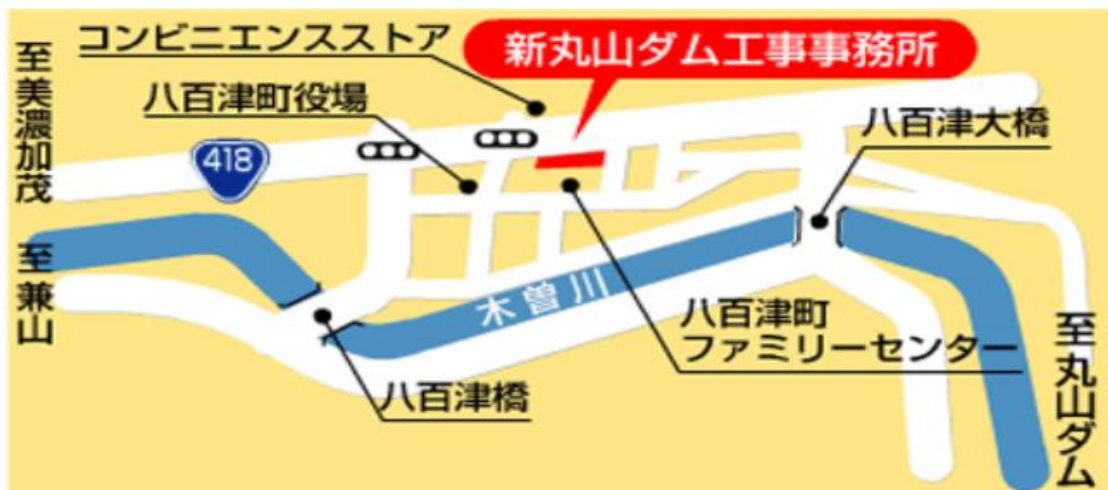 コンビニエンスストア
新丸山ダム工事事務所
至美濃加茂
八百津町役場
八百津大橋
418
至兼山
木曽川
八百津町
ファミリーセンター
八百津橋
至丸山ダム